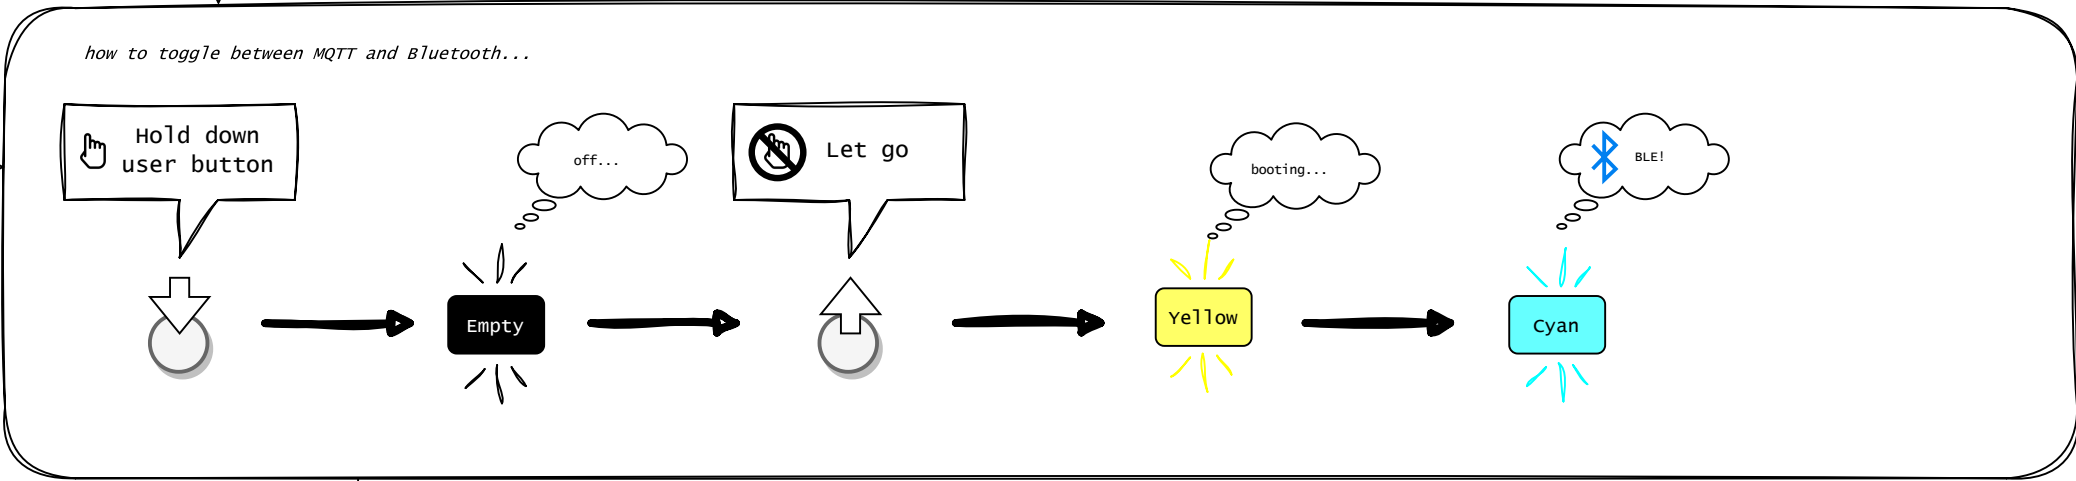 how to toggle between MQTT and Bluetooth...
Hold down
user button
off...
Let go
booting...
BLE!
Empty
Yellow
Cyan